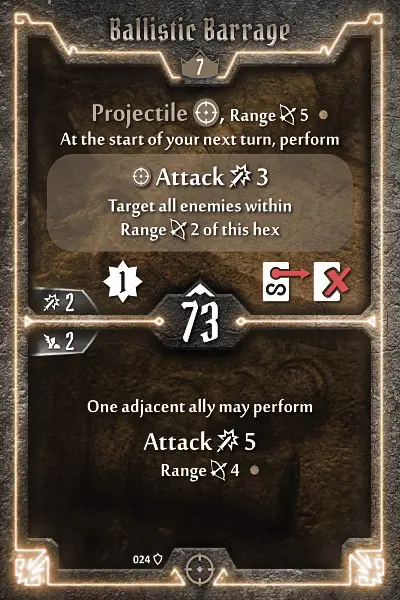 Ballistic Barrage
7
Projectile, Range 5
At the start of your next turn, perform
Attack 3
Target all enemies within
Range 2 of this hex
1
S
X
2
73
2
One adjacent ally may perform
Attack 5
Range 4
024